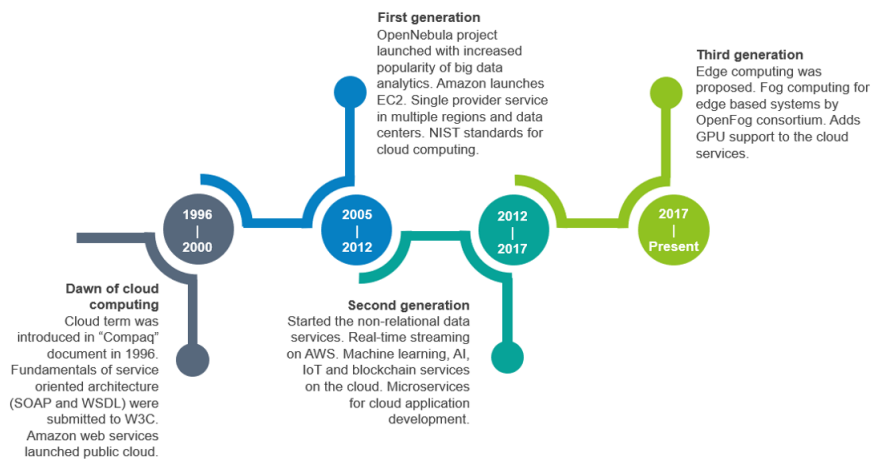 First generation
OpenNebula project
launched with increased
popularity of big data
analytics. Amazon launches
EC2. Single provider service
in multiple regions and data
centers. NIST standards for
cloud computing.
Third generation
Edge computing was
proposed. Fog computing for
edge based systems by
OpenFog consortium. Adds
GPU support to the cloud
services.
1996
|
2000
2005
|
2012
2012
|
2017
2017
|
Present
Dawn of cloud
computing
Cloud term was
introduced in “Compaq”
document in 1996.
Fundamentals of service
oriented architecture
(SOAP and WSDL) were
submitted to W3C.
Amazon web services
launched public cloud.
Second generation
Started the non-relational data
services. Real-time streaming
on AWS. Machine learning, AI,
IoT and blockchain services
on the cloud. Microservices
for cloud application
development.